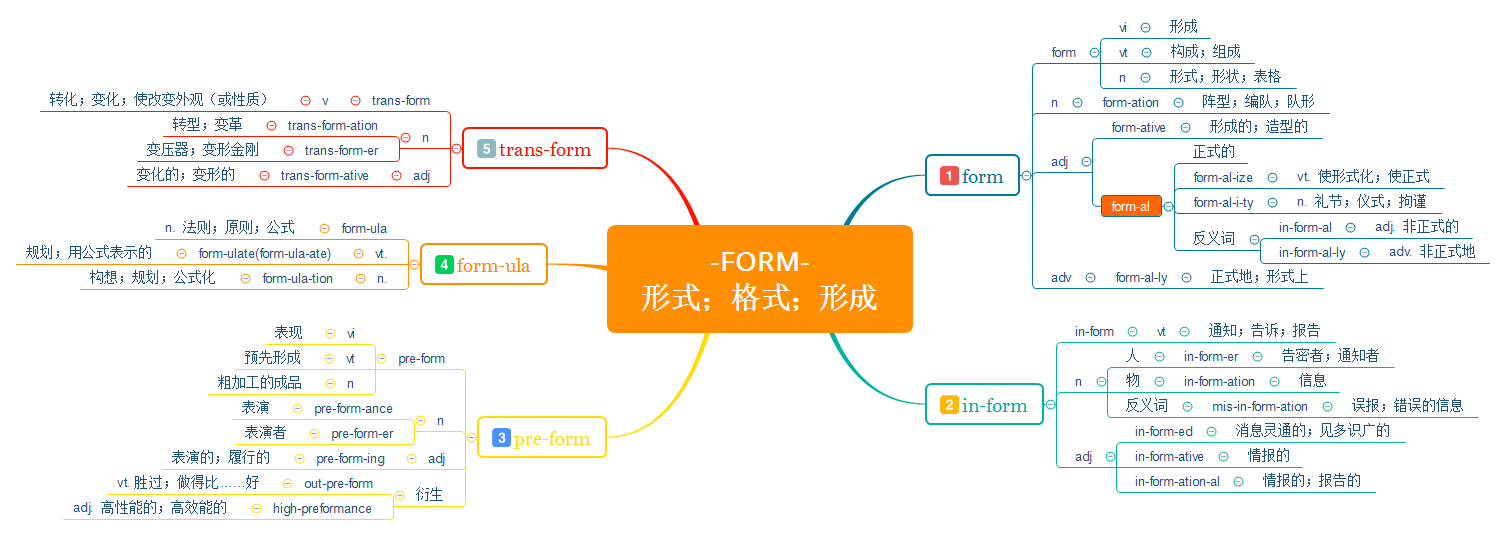 -FORM-
形式；格式；形成
1 form
form
vi 形成
vt 构成；组成
n 形式；形状；表格
n form-ation 阵型；编队；队形
adj
form-ative 形成的；造型的
form-al
正式的
form-al-ize vt. 使形式化；使正式
form-al-i-ty n. 礼节；仪式；拘谨
反义词
in-form-al adj. 非正式的
in-form-al-ly adv. 非正式地
adv form-al-ly 正式地；形式上
2 in-form
in-form vt 通知；告诉；报告
n
人 in-form-er 告密者；通知者
物 in-form-ation 信息
反义词 mis-in-form-ation 误报；错误的信息
adj
in-form-ed 消息灵通的；见多识广的
in-form-ative 情报的
in-form-ation-al 情报的；报告的
3 pre-form
pre-form
表现 vi
预先形成 vt
粗加工的成品 n
n
表演 pre-form-ance
表演者 pre-form-er
表演的；履行的 pre-form-ing adj
衍生
vt. 胜过；做得比……好 out-pre-form
adj. 高性能的；高效能的 high-preformance
4 form-ula
n. 法则；原则；公式 form-ula
规划；用公式表示的 form-ulate(form-ula-ate) vt.
构想；规划；公式化 form-ula-tion n.
5 trans-form
转化；变化；使改变外观（或性质） v trans-form
n
转型；变革 trans-form-ation
变压器；变形金刚 trans-form-er
变化的；变形的 trans-form-ative adj